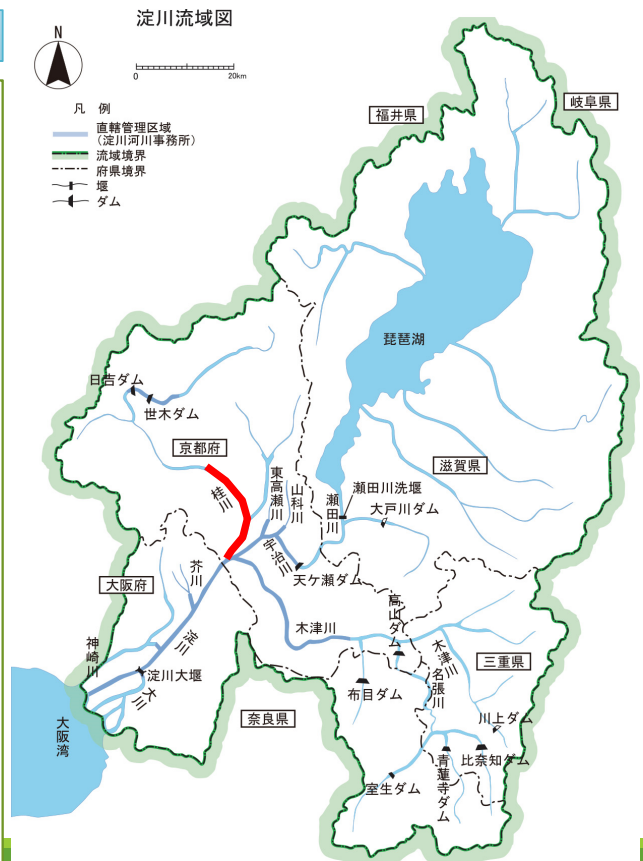 淀川流域図
N
0
20km
凡 例
直轄管理区域
(淀川河川事務所)
流域境界
府県境界
堰
ダム
福井県
岐阜県
琵琶湖
日吉ダム
世木ダム
京都府
滋賀県
桂川
東高瀬川
山科川
宇治川
瀬田川
瀬田川洗堰
大戸川ダム
天ケ瀬ダム
芥川
大阪府
淀川
神崎川
淀川大堰
大川
大阪湾
木津川
高山ダム
木津川
名張川
三重県
布目ダム
奈良県
川上ダム
室生ダム
青蓮寺ダム
比奈知ダム